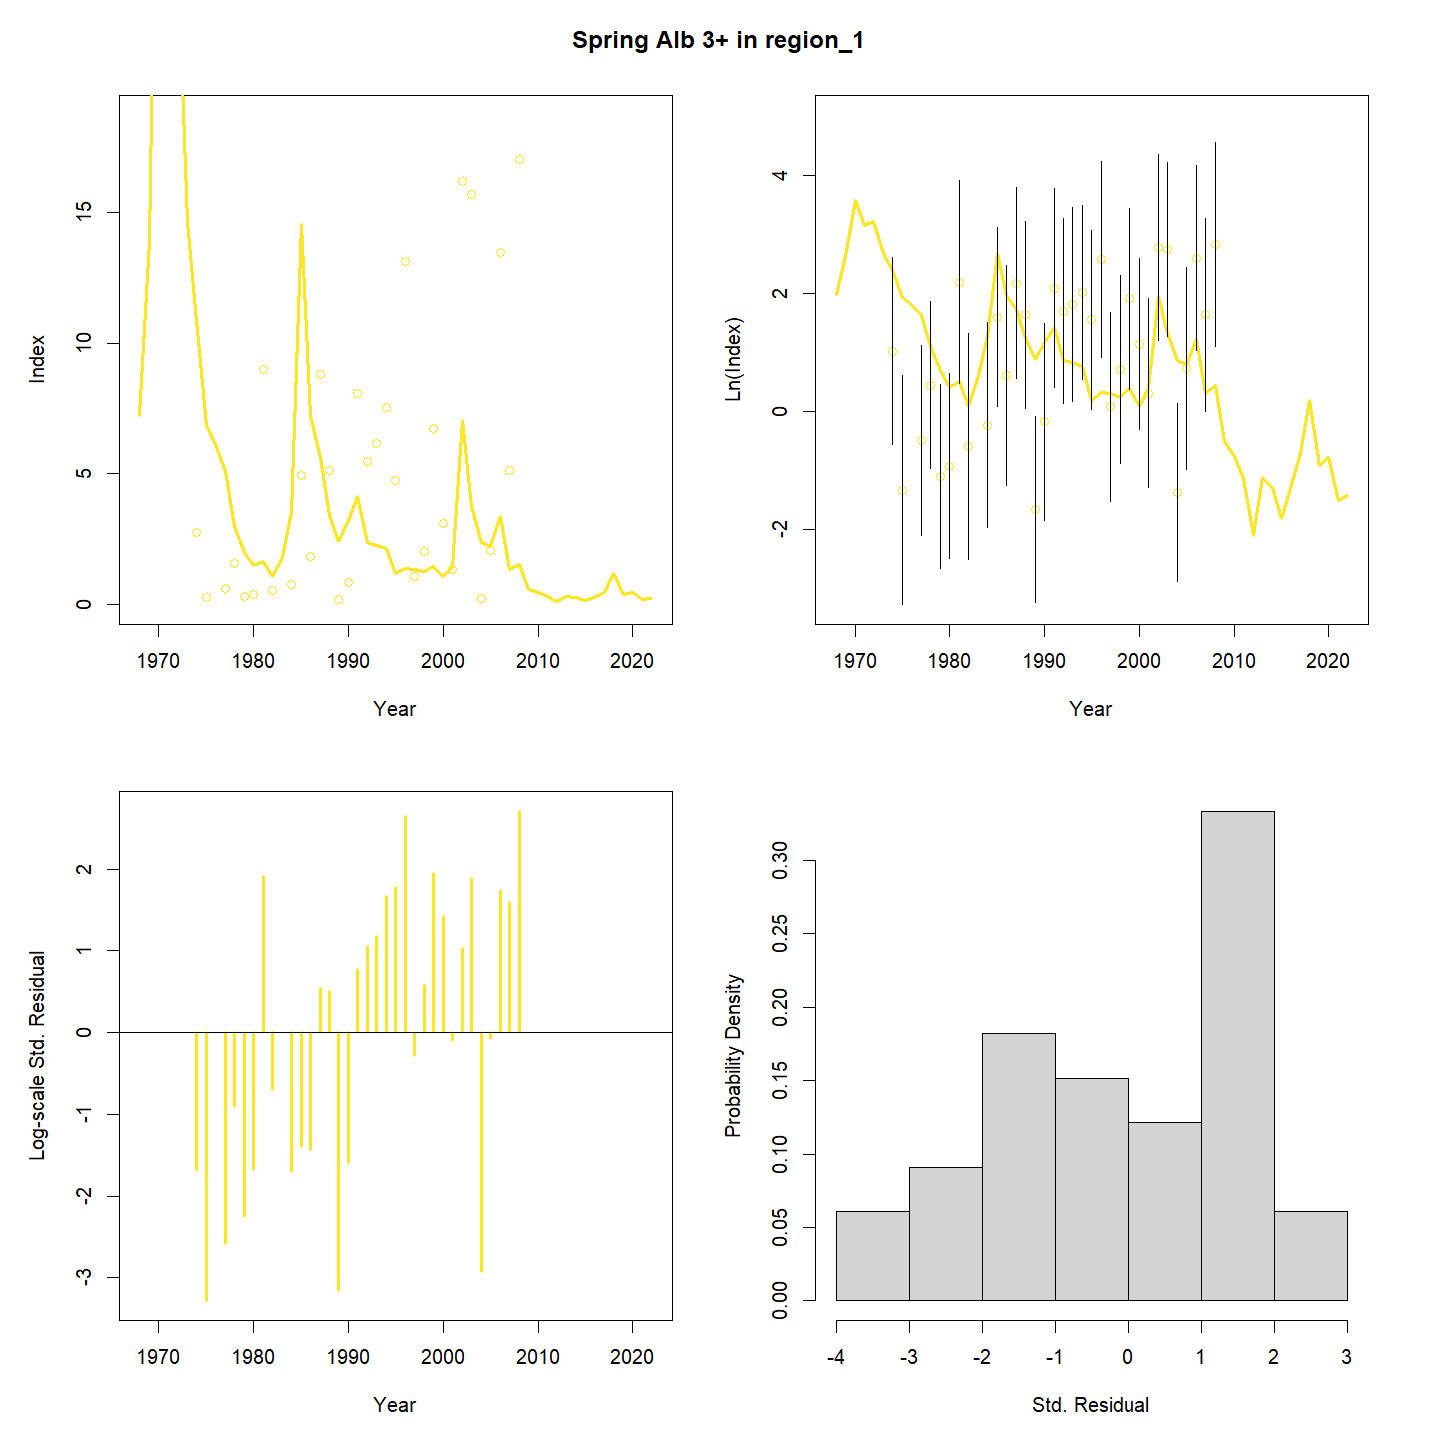 Spring Alb 3+ in region_1
Index
0 5 10 15
1970 1980 1990 2000 2010 2020
Year
Ln(Index)
-2 0 2 4
1970 1980 1990 2000 2010 2020
Year
Log-scale Std. Residual
-3 -2 -1 0 1 2
1970 1980 1990 2000 2010 2020
Year
Probability Density
0.00 0.05 0.10 0.15 0.20 0.25 0.30
-4 -3 -2 -1 0 1 2 3
Std. Residual